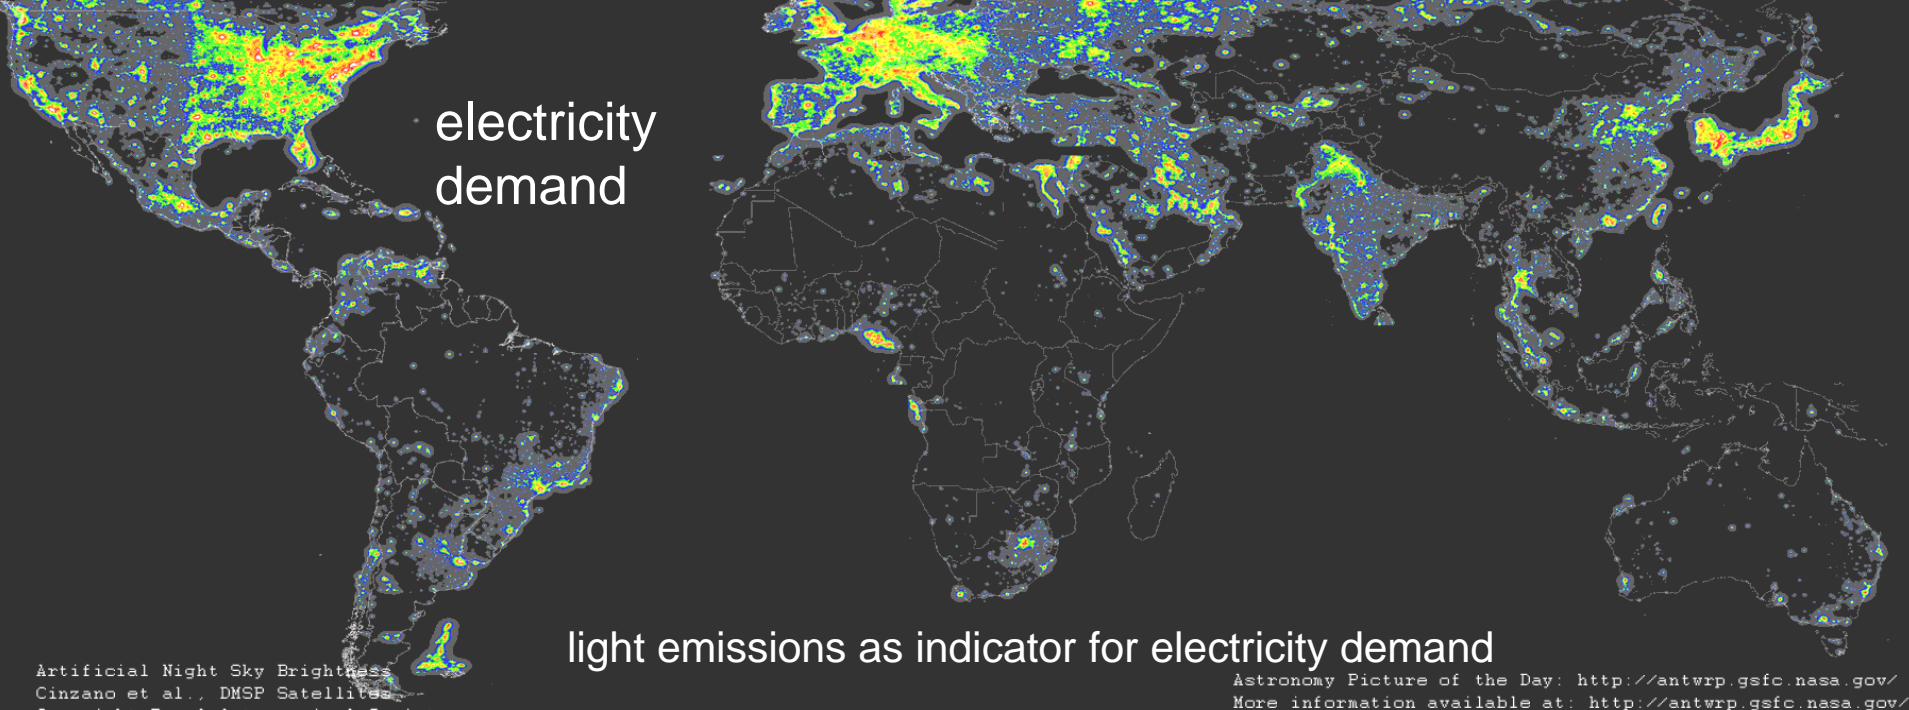 electricity
demand
light emissions as indicator for electricity demand
Artificial Night Sky Brightness
Cinzano et al., DMSP Satellites
Astronomy Picture of the Day: http://antwrp.gsfc.nasa.gov/
More information available at: http://antwrp.gsfc.nasa.gov/